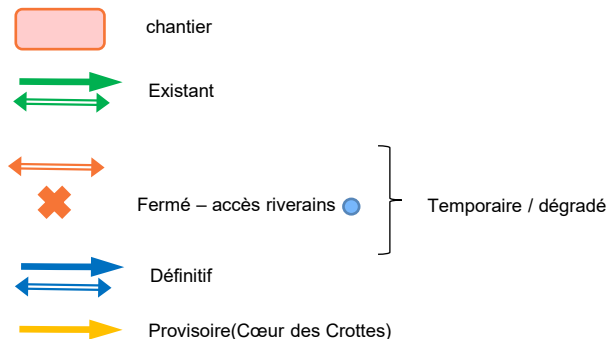 chantier
Existant
Fermé – accès riverains
Temporaire / dégradé
Définitif
Provisoire(Cœur des Crottes)